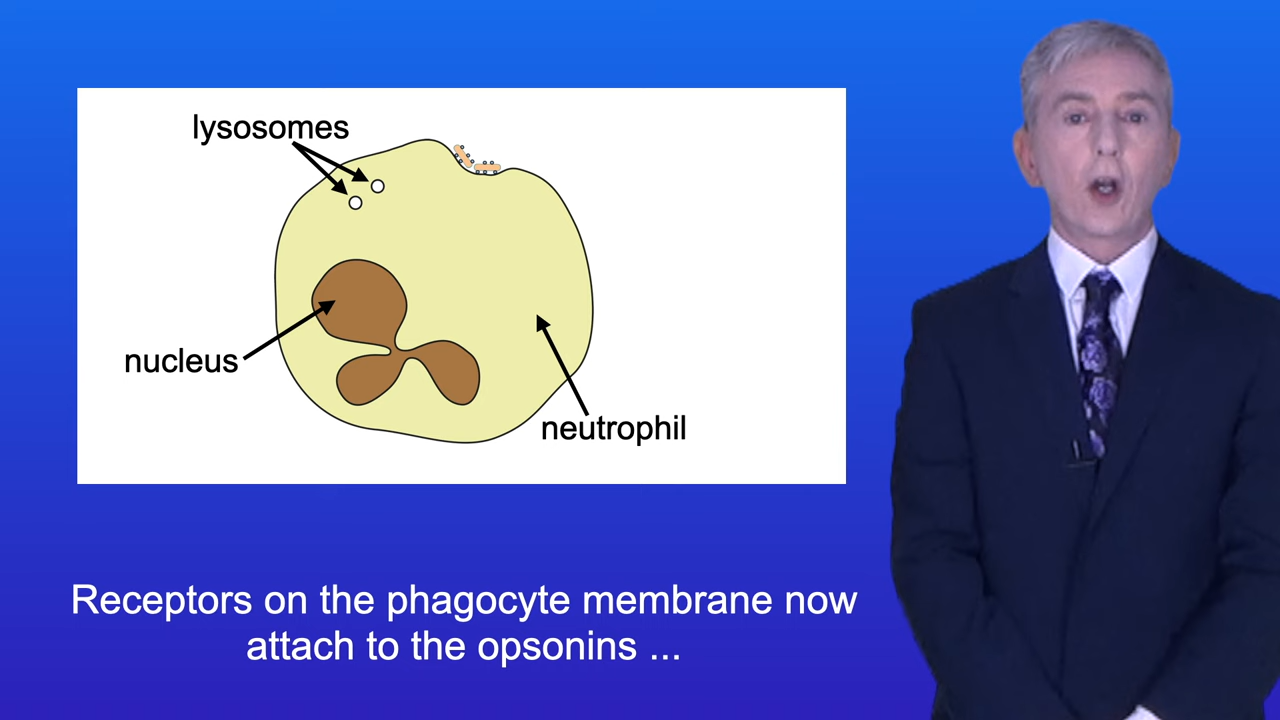 lysosomes
nucleus
neutrophil
Receptors on the phagocyte membrane now
attach to the opsonins ...